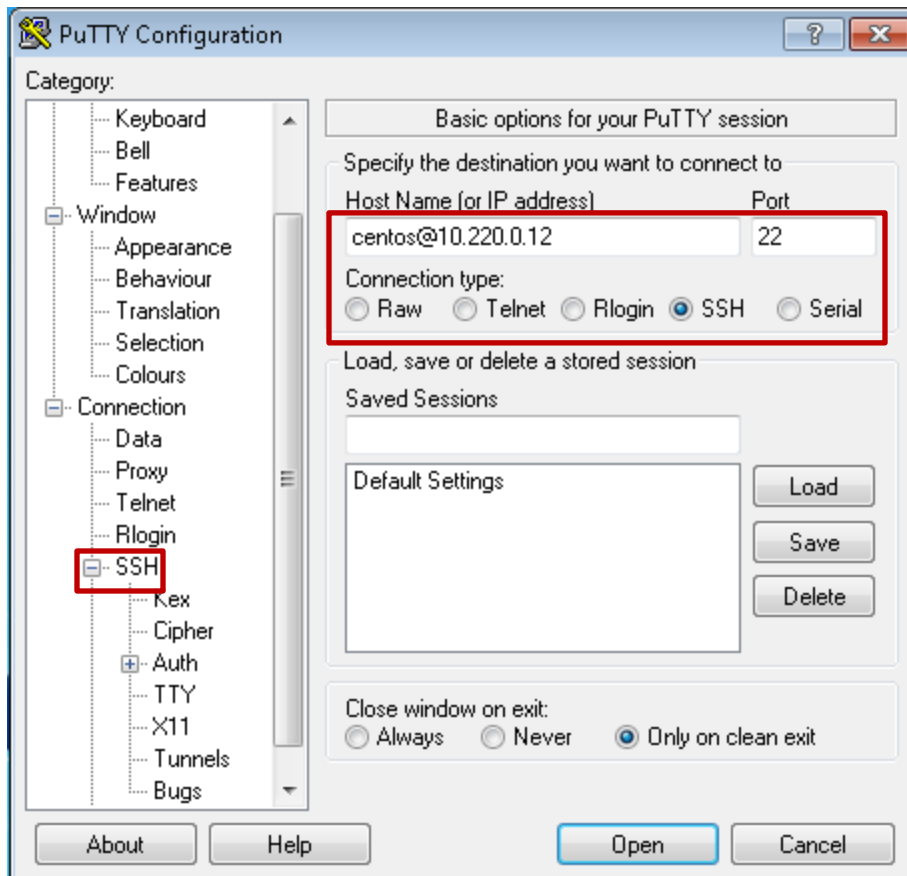 PuTTY Configuration
Category:
Keyboard
Bell
Features
Window
Appearance
Behaviour
Translation
Selection
Colours
Connection
Data
Proxy
Telnet
Rlogin
SSH
Kex
Cipher
Auth
TTY
X11
Tunnels
Bugs
Basic options for your PuTTY session
Specify the destination you want to connect to
Host Name (or IP address) Port
centos@10.220.0.12 22
Connection type:
Raw Telnet Rlogin SSH Serial
Load, save or delete a stored session
Saved Sessions
Default Settings
Load
Save
Delete
Close window on exit:
Always Never Only on clean exit
About Help Open Cancel